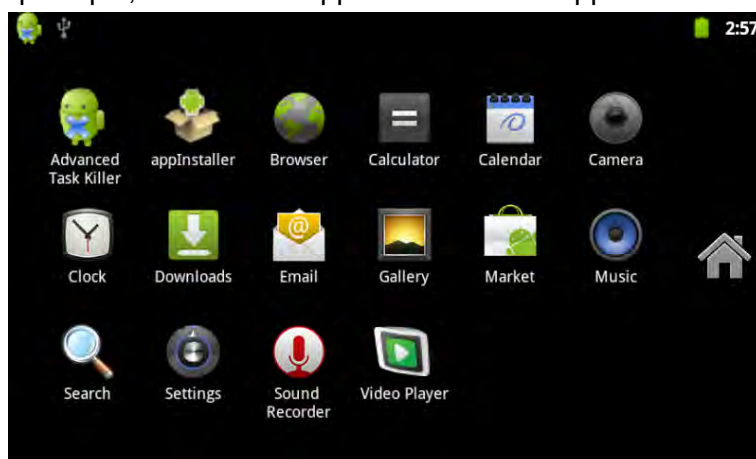 2:57
Advanced
Task Killer
appInstaller
Browser
Calculator
Calendar
Camera
Clock
Downloads
Email
Gallery
Market
Music
Search
Settings
Sound
Recorder
Video Player